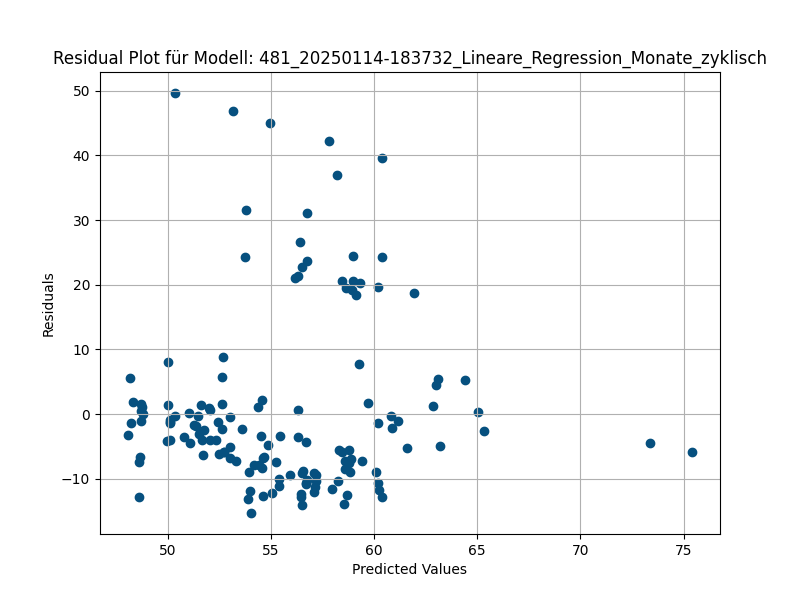 Residual Plot für Modell: 481_20250114-183732_Lineare_Regression_Monate_zyklisch
50
40
30
20
10
0
−10
Residuals
50 55 60 65 70 75
Predicted Values